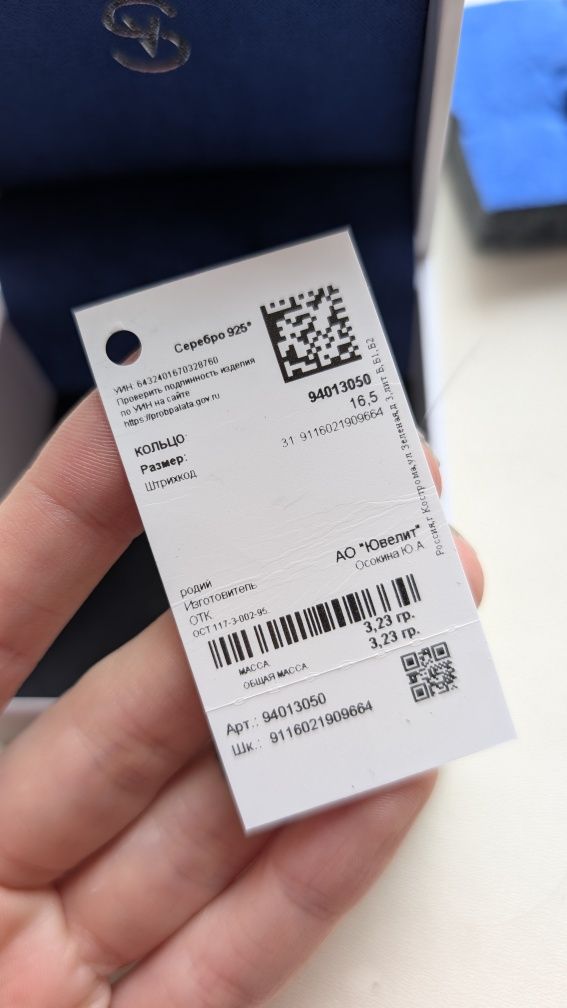 Серебро 925*
УИН: 6432401670328760
Проверить подлинность изделия
по УИН на сайте
https://probpalata.gov.ru
94013050
КОЛЬЦО
Размер: 16,5
Штрихкод 31 9116021909664
Россия,г Кострома,ул Зеленая,д 3,лит Б,Б1,Б2
родий
Изготовитель АО "Ювелит"
ОТК Осокина Ю.А
ОСТ 117-3-002-95.
МАССА 3,23 гр.
ОБЩАЯ МАССА 3,23 гр.
Арт.: 94013050
Шк.: 9116021909664